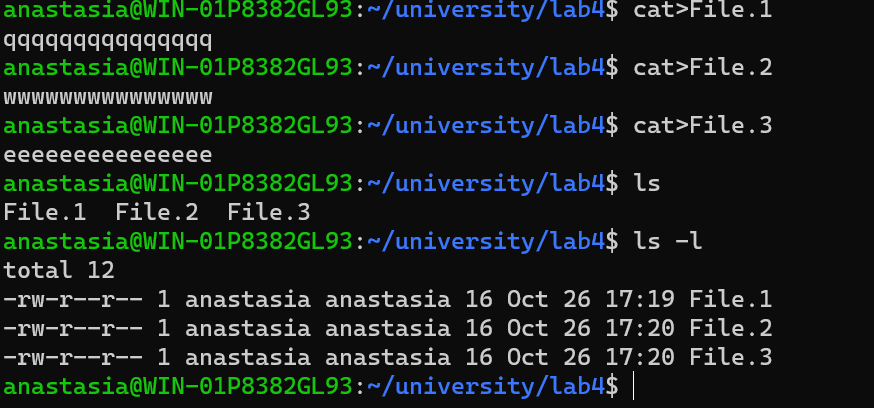 anastasia@WIN-01P8382GL93:~/university/lab4$ cat>File.1
qqqqqqqqqqqqqqq
anastasia@WIN-01P8382GL93:~/university/lab4$ cat>File.2
wwwwwwwwwwwwwww
anastasia@WIN-01P8382GL93:~/university/lab4$ cat>File.3
eeeeeeeeeeeeeee
anastasia@WIN-01P8382GL93:~/university/lab4$ ls
File.1  File.2  File.3
anastasia@WIN-01P8382GL93:~/university/lab4$ ls -l
total 12
-rw-r--r-- 1 anastasia anastasia 16 Oct 26 17:19 File.1
-rw-r--r-- 1 anastasia anastasia 16 Oct 26 17:20 File.2
-rw-r--r-- 1 anastasia anastasia 16 Oct 26 17:20 File.3
anastasia@WIN-01P8382GL93:~/university/lab4$